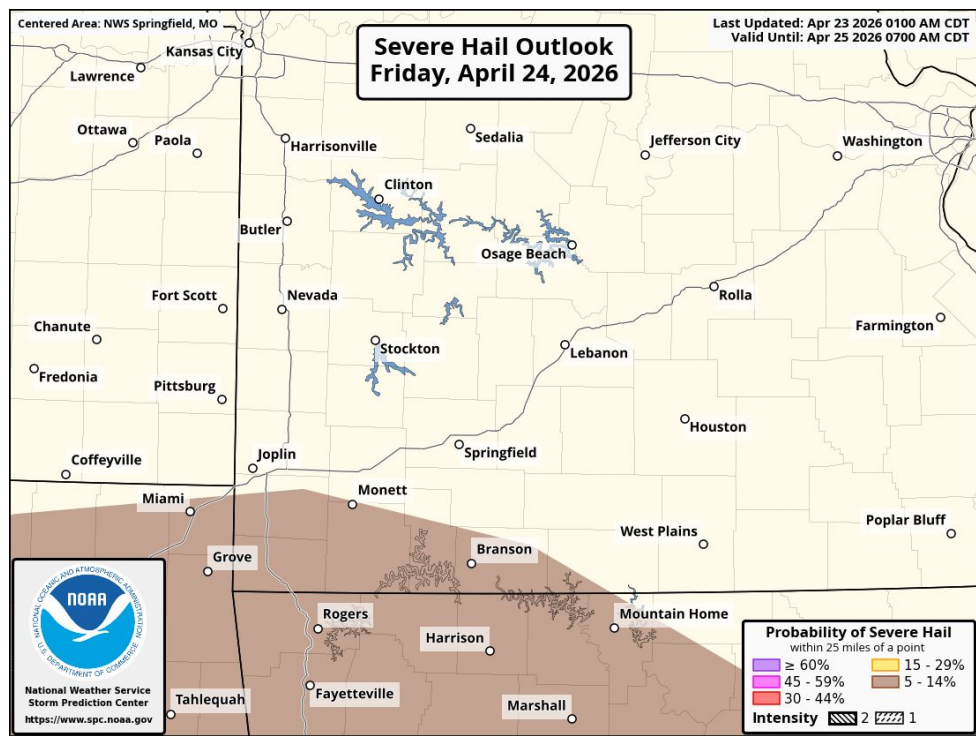 Centered Area: NWS Springfield, MO
Severe Hail Outlook
Friday, April 24, 2026
Last Updated: Apr 23 2026 0100 AM CDT
Valid Until: Apr 25 2026 0700 AM CDT
Kansas City
Lawrence
Ottawa
Paola
Harrisonville
Sedalia
Jefferson City
Washington
Clinton
Butler
Osage Beach
Fort Scott
Nevada
Rolla
Chanute
Farmington
Stockton
Lebanon
Fredonia
Pittsburg
Houston
Coffeyville
Joplin
Springfield
Miami
Monett
West Plains
Poplar Bluff
Grove
Branson
Rogers
Harrison
Mountain Home
Tahlequah
Fayetteville
Marshall
NATIONAL OCEANIC AND ATMOSPHERIC ADMINISTRATION
NOAA
U.S. DEPARTMENT OF COMMERCE
National Weather Service
Storm Prediction Center
https://www.spc.noaa.gov
Probability of Severe Hail
within 25 miles of a point
≥ 60%
15 - 29%
45 - 59%
5 - 14%
30 - 44%
Intensity 2 1